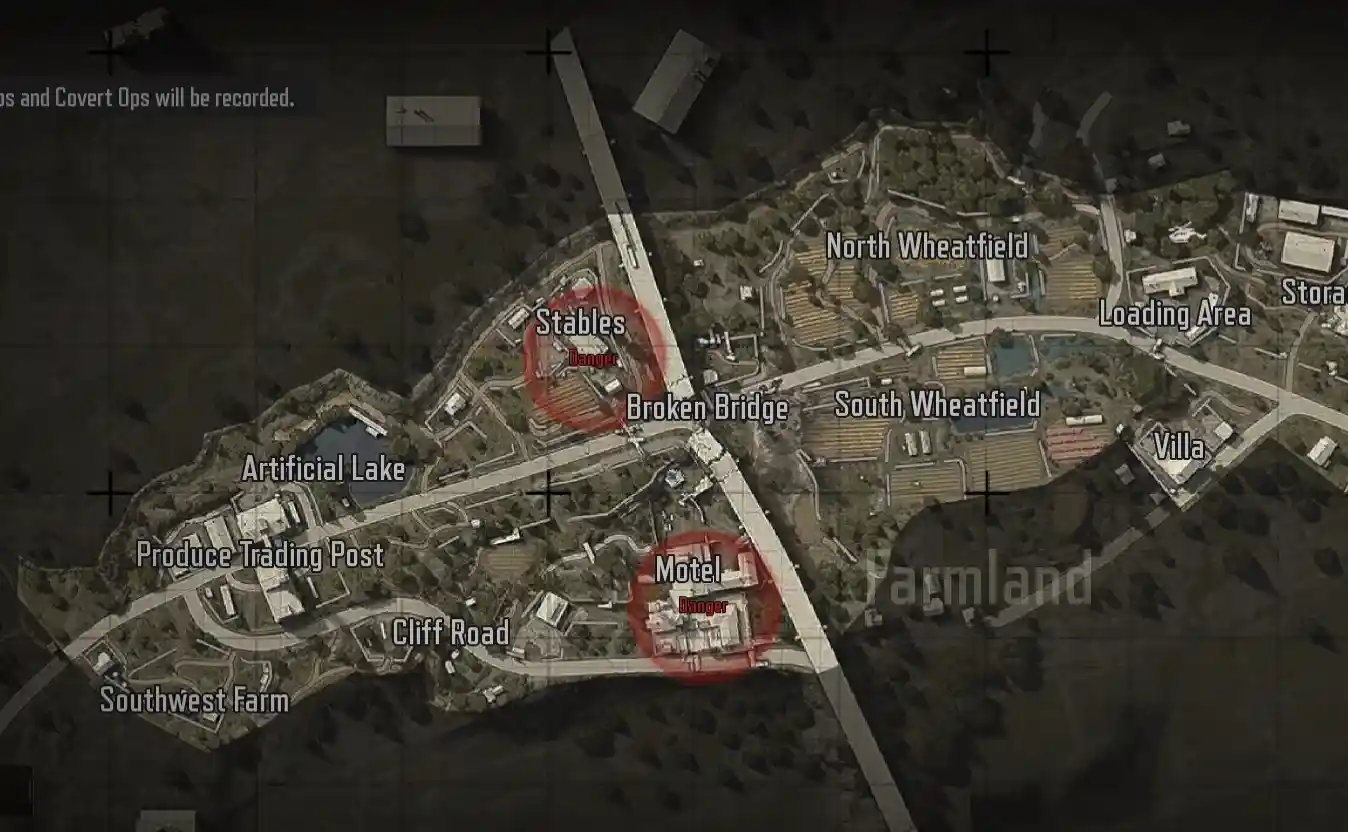 ps and Covert Ops will be recorded.
North Wheatfield
Stora
Loading Area
Stables
Danger
Broken Bridge
South Wheatfield
Villa
Artificial Lake
Produce Trading Post
Motel
Danger
Farmland
Cliff Road
Southwest Farm